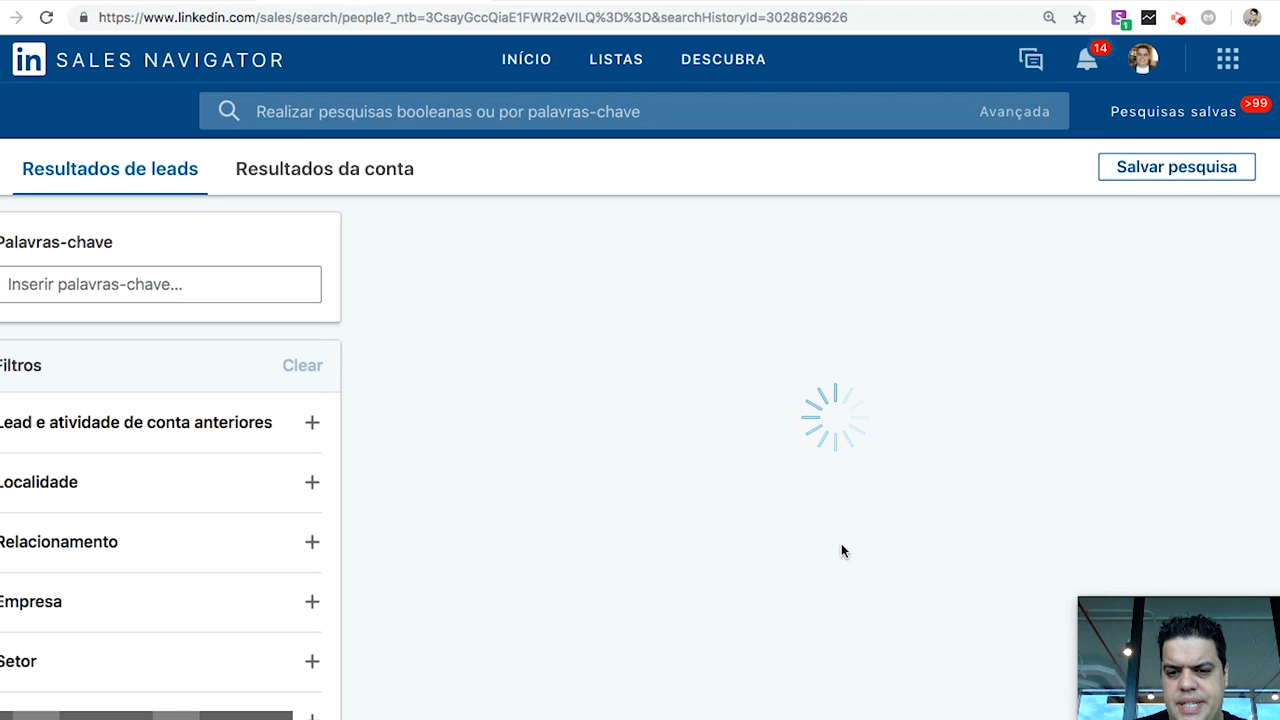 https://www.linkedin.com/sales/search/people?_ntb=3CsayGccQiaE1FWR2eVILQ%3D%3D&searchHistoryId=3028629626
S
1
in SALES NAVIGATOR
INÍCIO
LISTAS
DESCUBRA
14
Realizar pesquisas booleanas ou por palavras-chave
Avançada
Pesquisas salvas
>99
Resultados de leads
Resultados da conta
Salvar pesquisa
Palavras-chave
Inserir palavras-chave...
Filtros
Clear
Lead e atividade de conta anteriores
Localidade
Relacionamento
Empresa
Setor